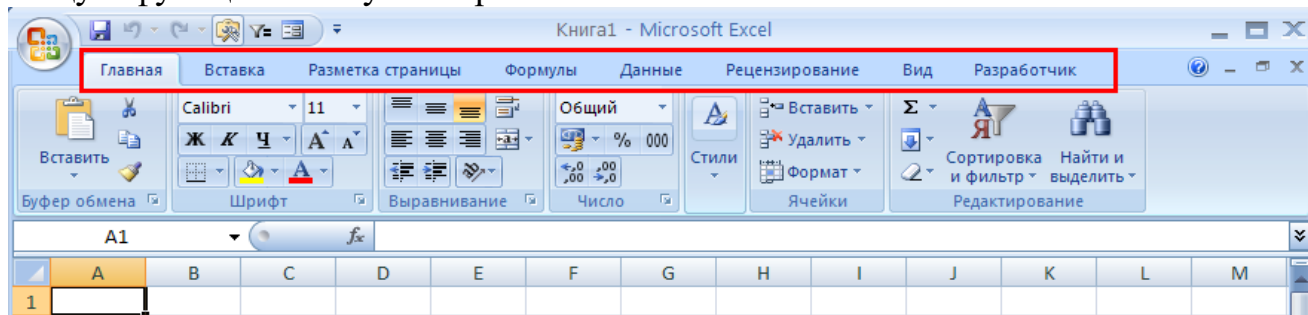 Книга1 - Microsoft Excel
Главная Вставка Разметка страницы Формулы Данные Рецензирование Вид Разработчик
Calibri 11 Общий Вставить
Ж К Ч % 000 Удалить
Вставить Стили Формат Сортировка и фильтр Найти и выделить
Буфер обмена Шрифт Выравнивание Число Ячейки Редактирование
A1 fx
A B C D E F G H I J K L M
1